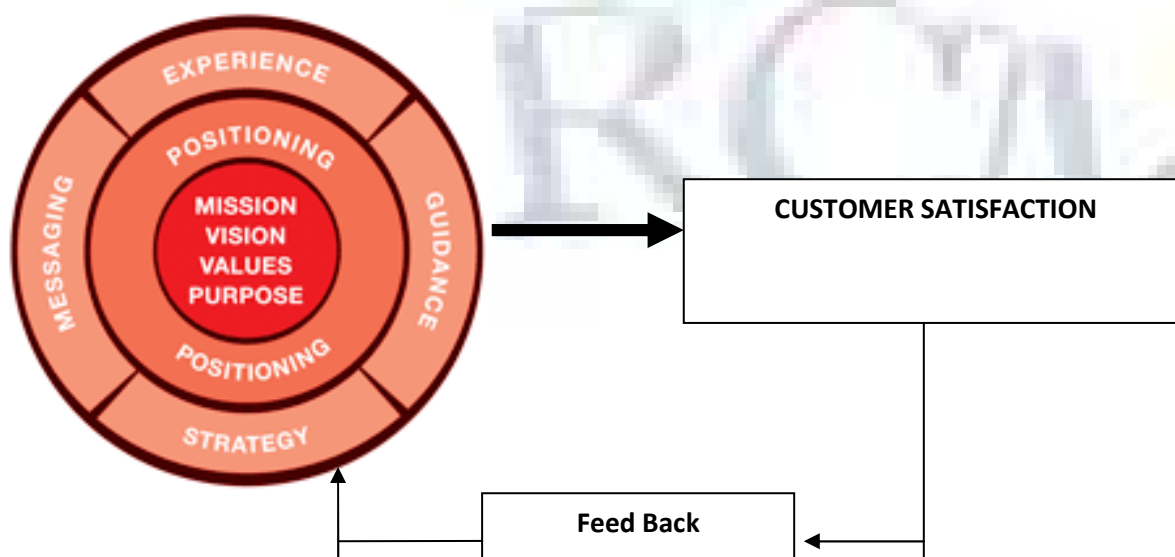 EXPERIENCE
POSITIONING
MESSAGING
MISSION
VISION
VALUES
PURPOSE
GUIDANCE
POSITIONING
STRATEGY
CUSTOMER SATISFACTION
Feed Back